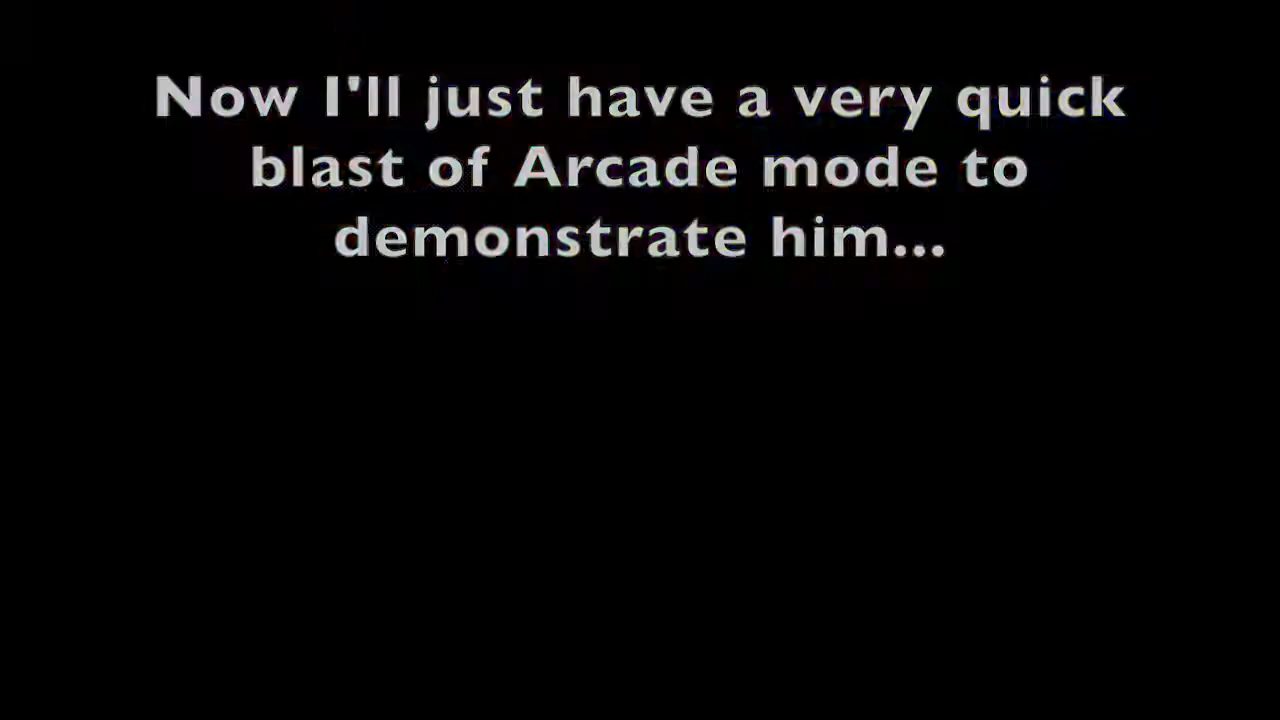 Now I'll just have a very quick
blast of Arcade mode to
demonstrate him...